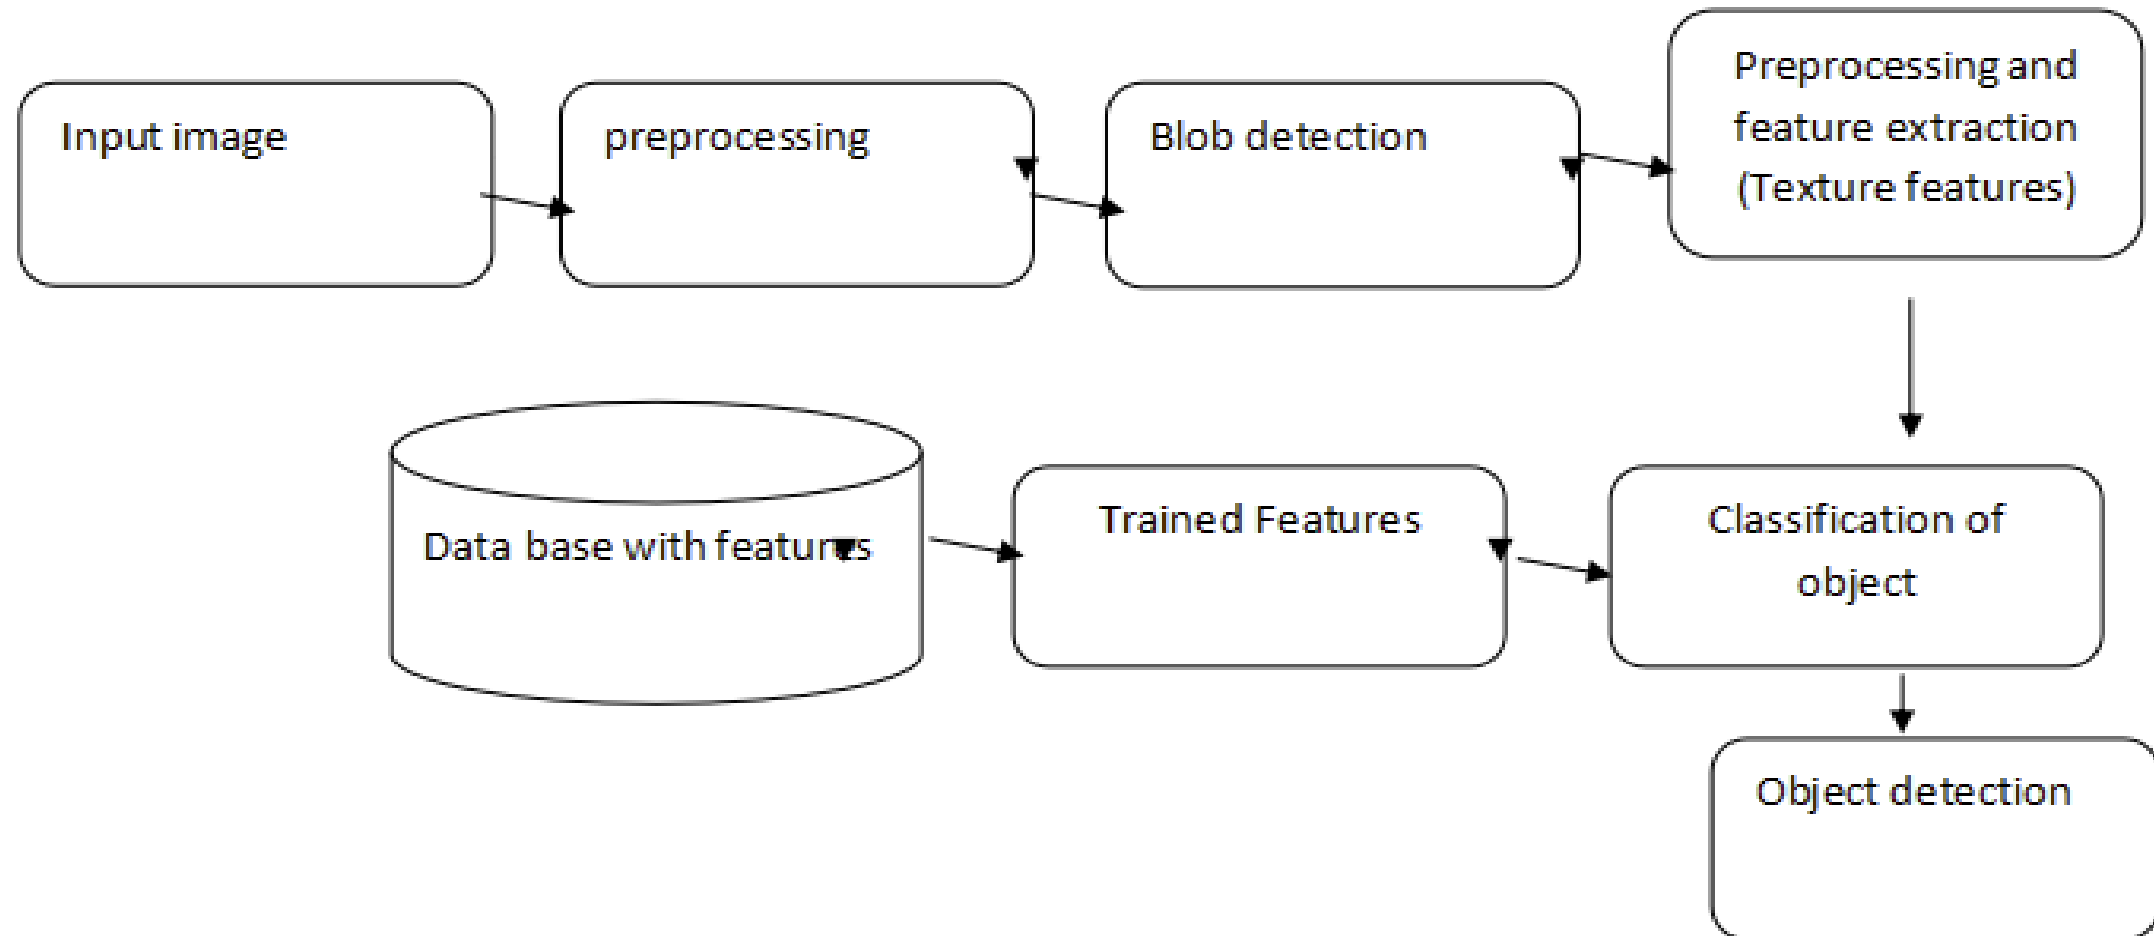 Input image
preprocessing
Blob detection
Preprocessing and
feature extraction
(Texture features)
Data base with features
Trained Features
Classification of
object
Object detection